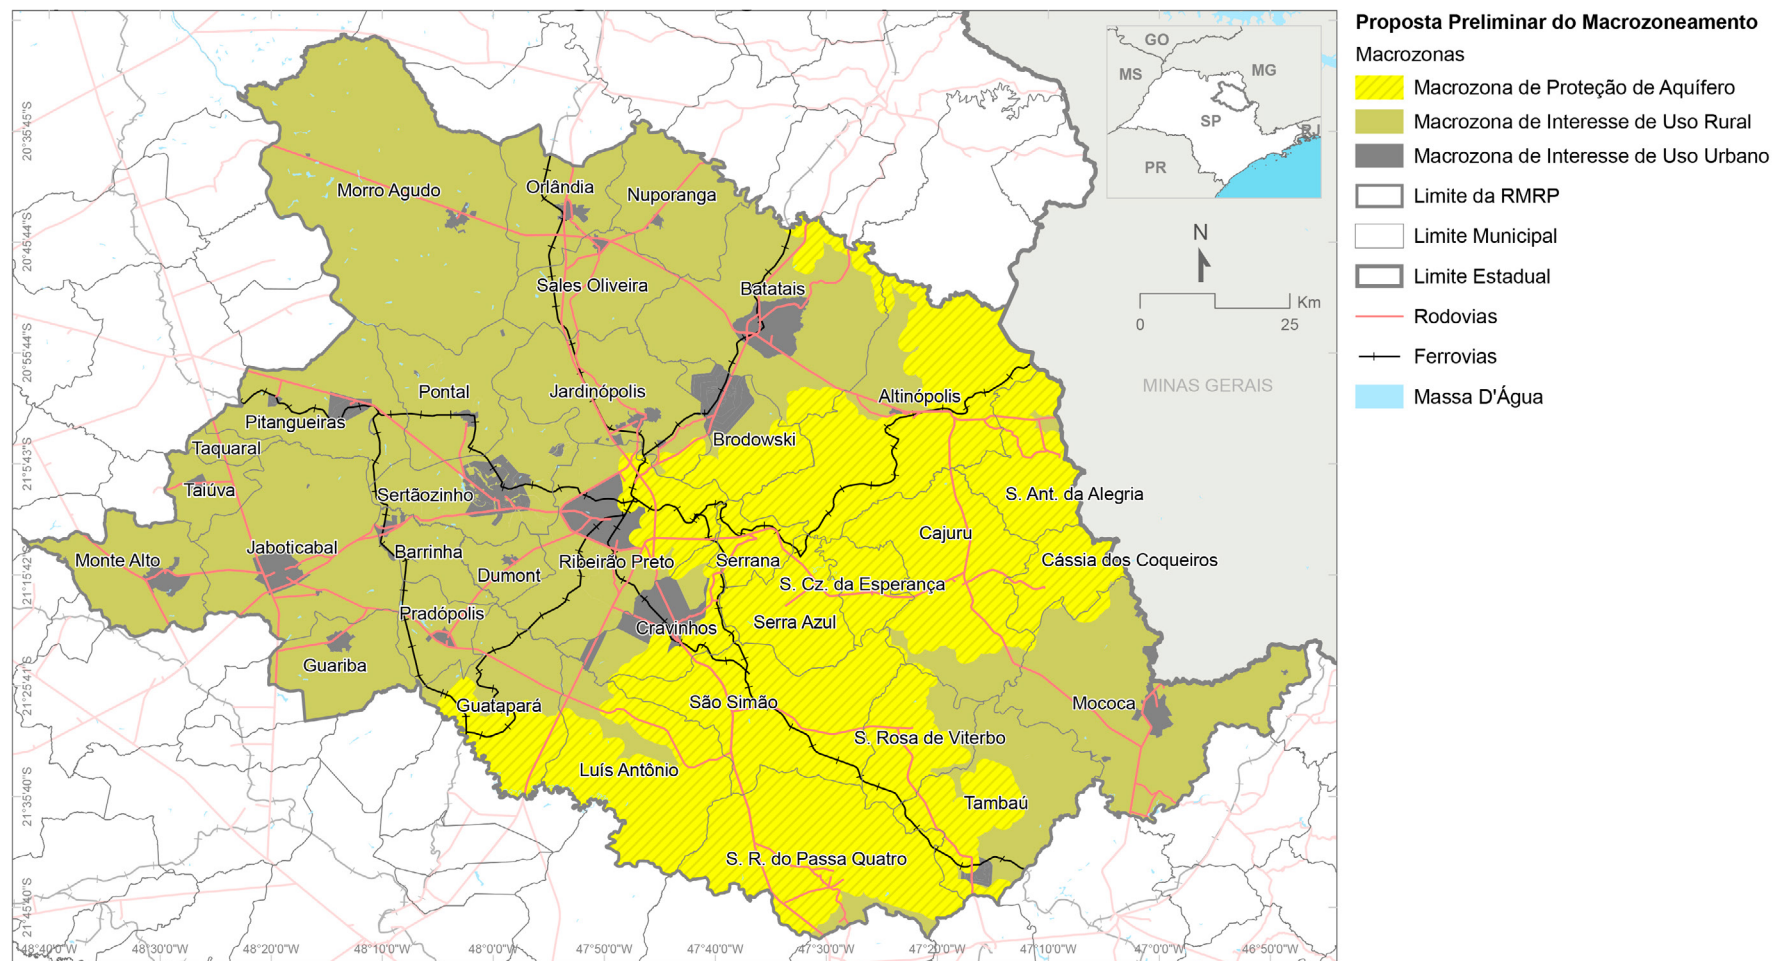 Proposta Preliminar do Macrozoneamento
Macrozonas
Macrozona de Proteção de Aquífero
Macrozona de Interesse de Uso Rural
Macrozona de Interesse de Uso Urbano
Limite da RMRP
Limite Municipal
Limite Estadual
Rodovias
Ferrovias
Massa D'Água
GO
MS
MG
SP
RJ
PR
N
Km
0
25
MINAS GERAIS
Morro Agudo
Orlândia
Nuporanga
Sales Oliveira
Batatais
Pontal
Jardinópolis
Altinópolis
Pitangueiras
Brodowski
Taquaral
Taiúva
Sertãozinho
S. Ant. da Alegria
Cajuru
Monte Alto
Jaboticabal
Barrinha
Ribeirão Preto
Serrana
Cássia dos Coqueiros
Dumont
S. Cz. da Esperança
Pradópolis
Cravinhos
Serra Azul
Guariba
Guatapará
São Simão
Mococa
S. Rosa de Viterbo
Luís Antônio
Tambaú
S. R. do Passa Quatro
20°35'45"S
20°45'44"S
20°55'44"S
21°5'43"S
21°15'42"S
21°25'41"S
21°35'40"S
21°45'40"S
48°40'0"W
48°30'0"W
48°20'0"W
48°10'0"W
48°0'0"W
47°50'0"W
47°40'0"W
47°30'0"W
47°20'0"W
47°10'0"W
47°0'0"W
46°50'0"W